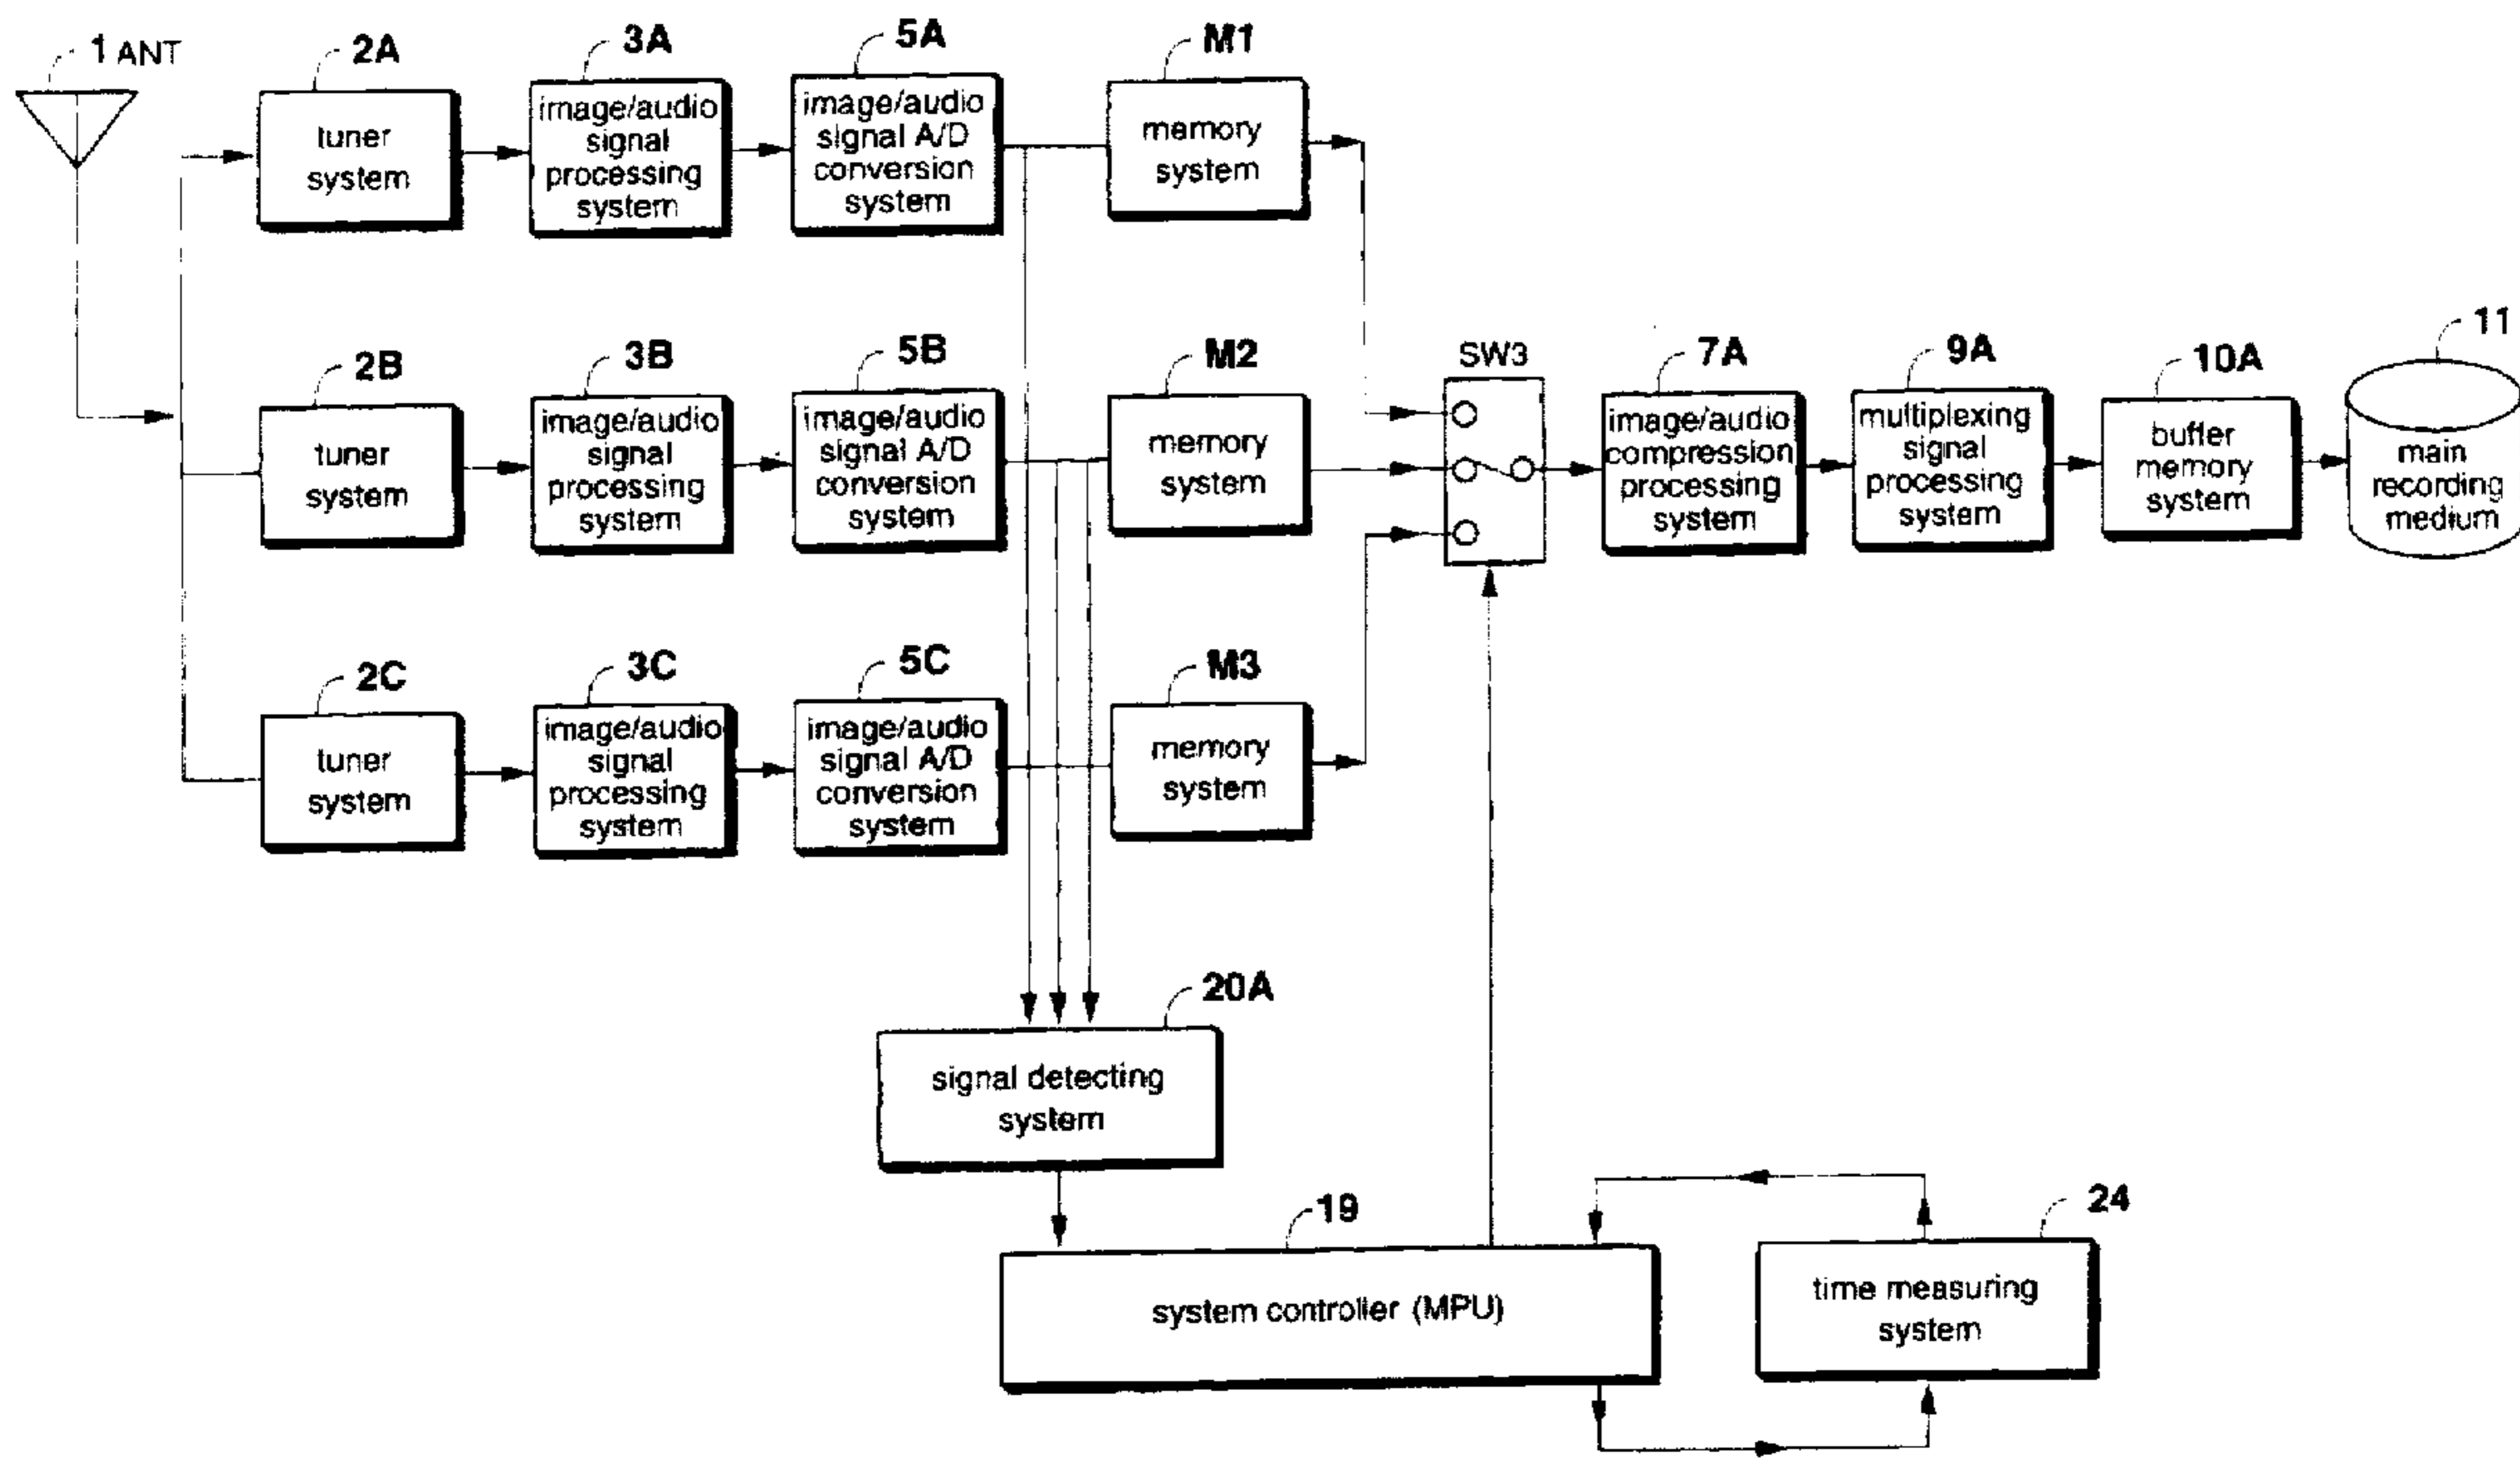 1 ANT
2A
tuner
system
3A
image/audio
signal
processing
system
5A
image/audio
signal A/D
conversion
system
M1
memory
system
2B
tuner
system
3B
image/audio
signal
processing
system
5B
image/audio
signal A/D
conversion
system
M2
memory
system
SW3
7A
image/audio
compression
processing
system
9A
multiplexing
signal
processing
system
10A
buffer
memory
system
11
main
recording
medium
2C
tuner
system
3C
image/audio
signal
processing
system
5C
image/audio
signal A/D
conversion
system
M3
memory
system
20A
signal detecting
system
19
system controller (MPU)
24
time measuring
system